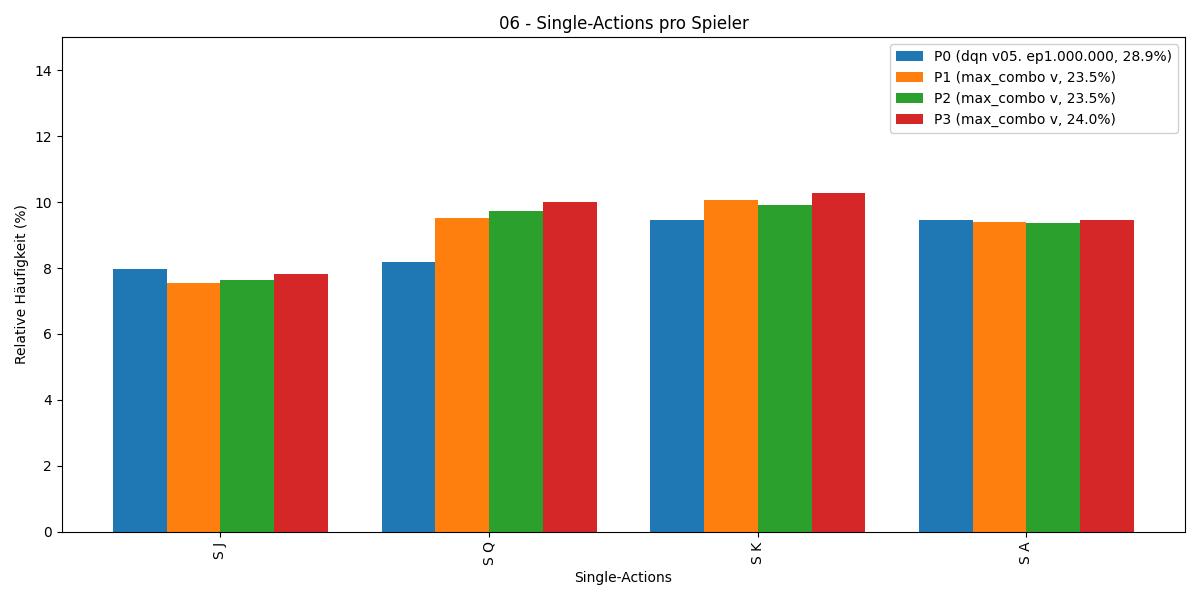 06 - Single-Actions pro Spieler
P0 (dqn v05. ep1.000.000, 28.9%)
P1 (max_combo v, 23.5%)
P2 (max_combo v, 23.5%)
P3 (max_combo v, 24.0%)
Relative Häufigkeit (%)
14
12
10
8
6
4
2
0
S J
S Q
S K
S A
Single-Actions